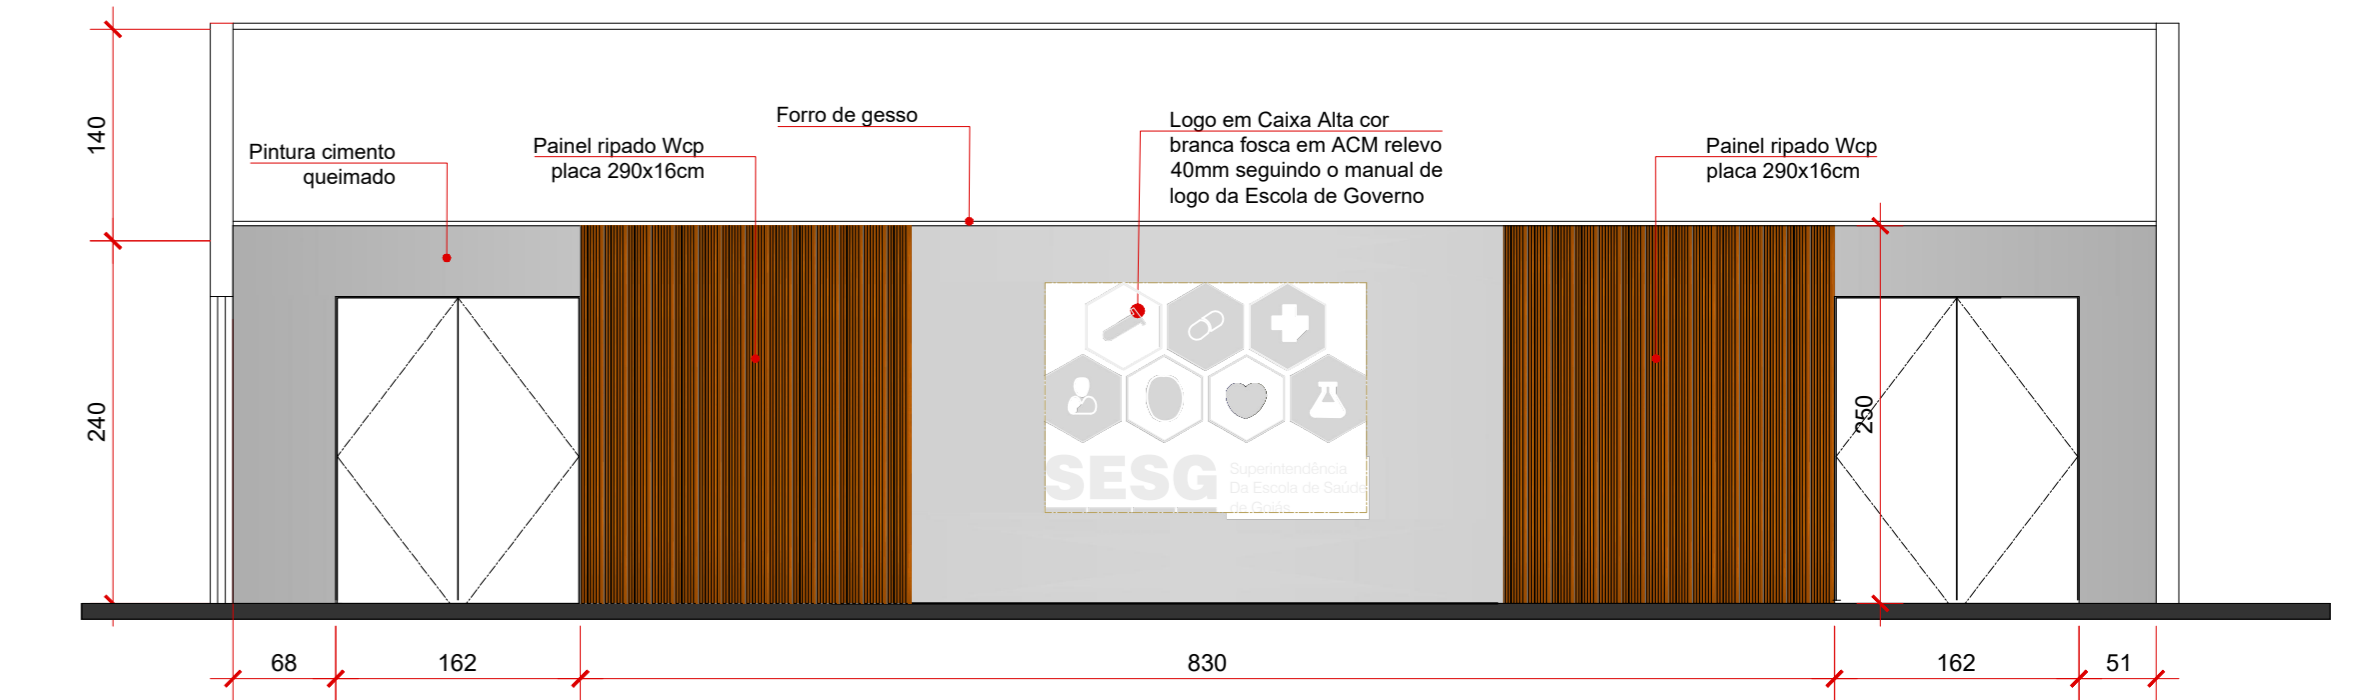 140
240
Pintura cimento
queimado
Painel ripado Wcp
placa 290x16cm
Forro de gesso
Logo em Caixa Alta cor
branca fosca em ACM relevo
40mm seguindo o manual de
logo da Escola de Governo
Painel ripado Wcp
placa 290x16cm
250
SESG
Superintendência
Da Escola de Saúde
de Goiás
68
162
830
162
51